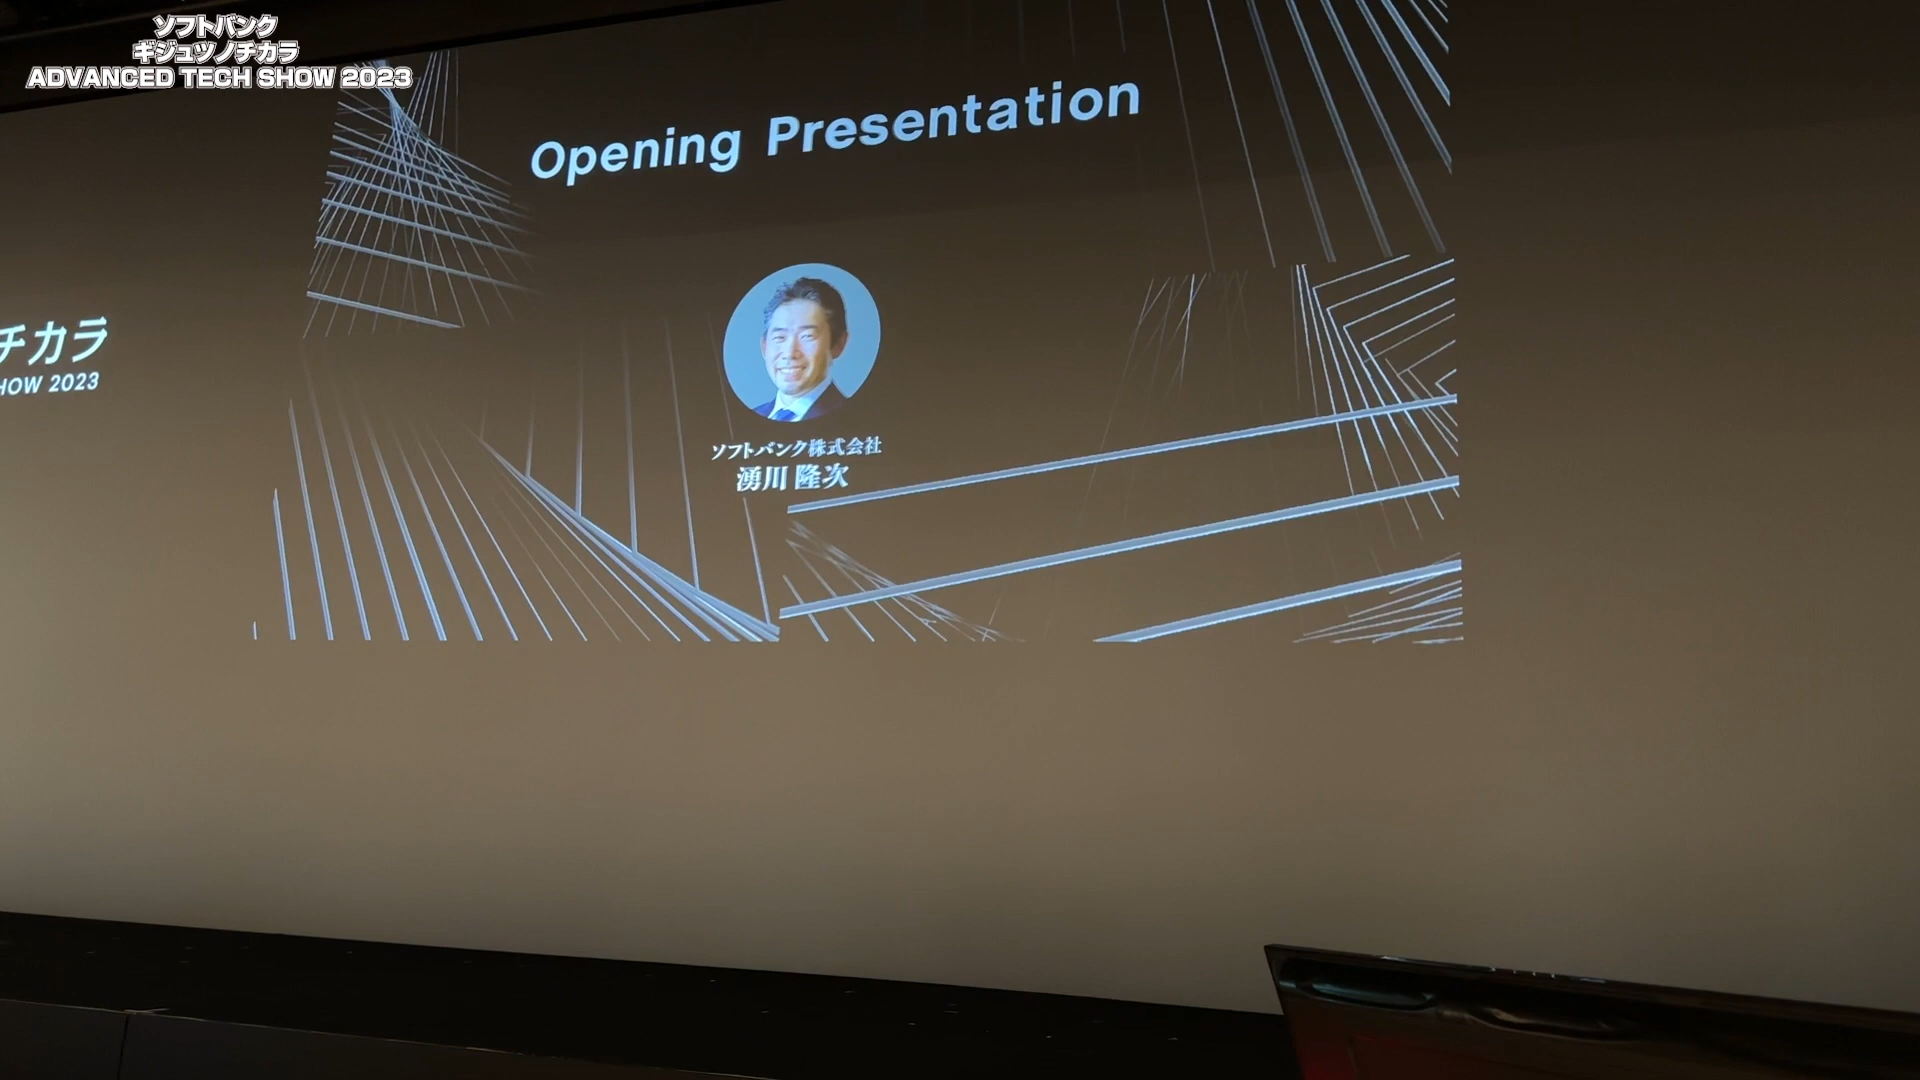 ソフトバンク
ギジュツノチカラ
ADVANCED TECH SHOW 2023
Opening Presentation
チカラ
HOW 2023
ソフトバンク株式会社
湧川 隆次